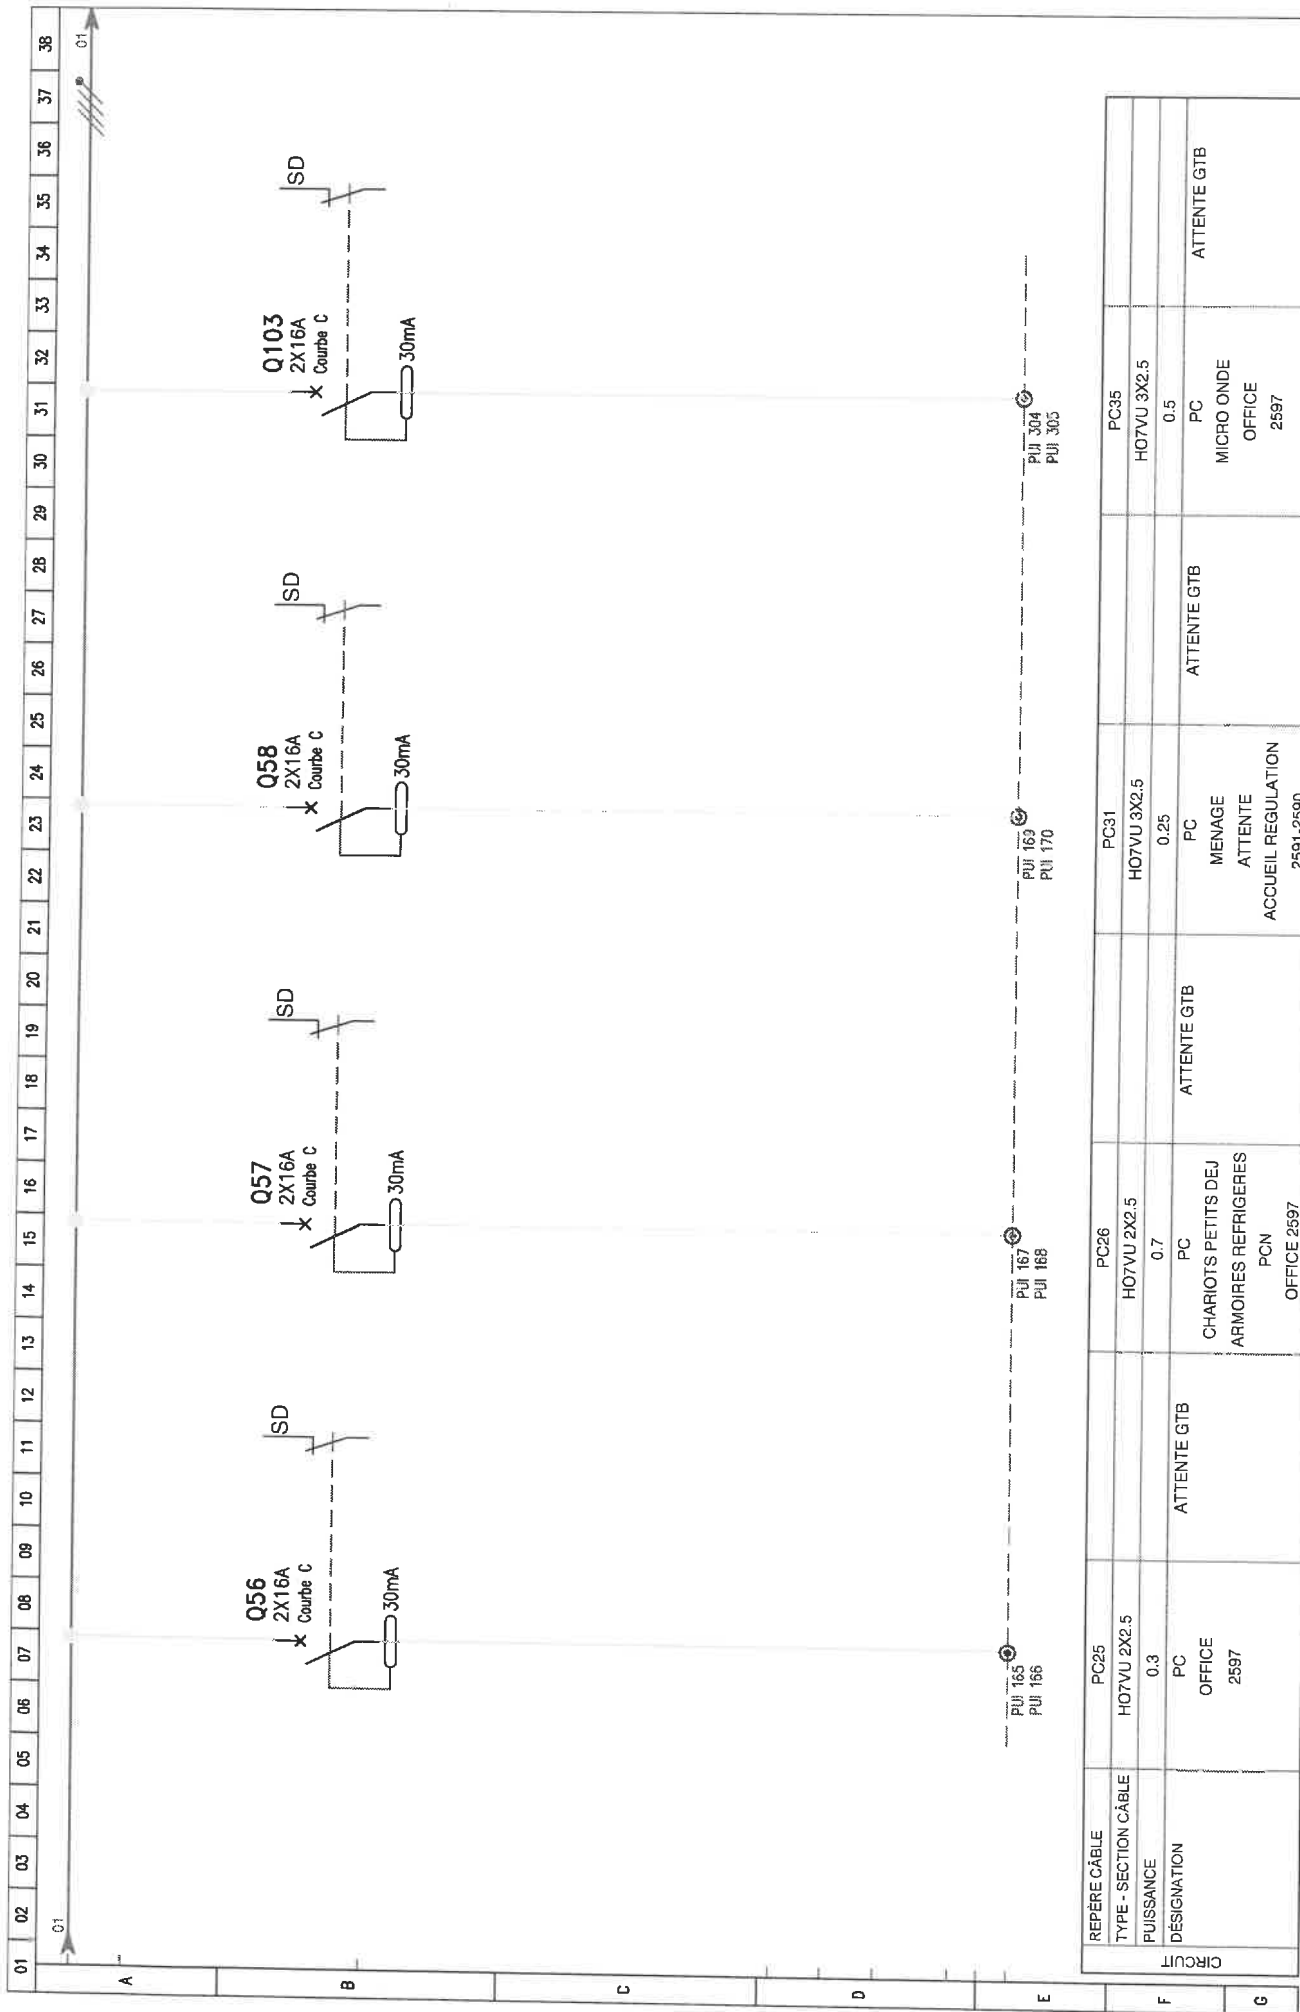 01 02 03 04 05 06 07 08 09 10 11 12 13 14 15 16 17 18 19 20 21 22 23 24 25 26 27 28 29 30 31 32 33 34 35 36 37 38
01
01
A
B
C
D
E
F
G
Q56
2X16A
Courbe C
30mA
SD
Q57
2X16A
Courbe C
30mA
SD
Q58
2X16A
Courbe C
30mA
SD
Q103
2X16A
Courbe C
30mA
SD
PUI 165
PUI 166
PUI 167
PUI 168
PUI 169
PUI 170
PUI 304
PUI 305
CIRCUIT
REPÈRE CÂBLE PC25 PC26 PC31 PC35
TYPE - SECTION CÂBLE HO7VU 2X2.5 HO7VU 2X2.5 HO7VU 3X2.5 HO7VU 3X2.5
PUISSANCE 0.3 0.7 0.25 0.5
DÉSIGNATION
PC
OFFICE
2597
ATTENTE GTB
PC
CHARIOTS PETITS DEJ
ARMOIRES REFRIGERES
PCN
OFFICE 2597
ATTENTE GTB
PC
MENAGE
ATTENTE
ACCUEIL REGULATION
2591-2590
ATTENTE GTB
PC
MICRO ONDE
OFFICE
2597
ATTENTE GTB